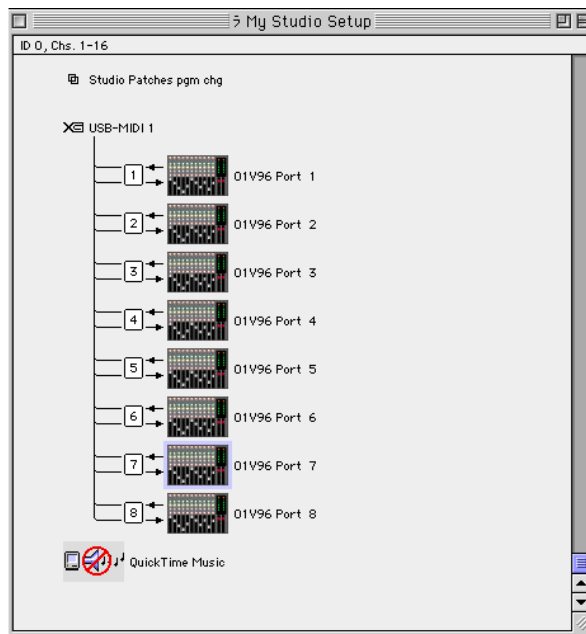 ﾗ My Studio Setup
ID 0, Chs. 1-16
Studio Patches pgm chg
USB-MIDI 1
1 01V96 Port 1
2 01V96 Port 2
3 01V96 Port 3
4 01V96 Port 4
5 01V96 Port 5
6 01V96 Port 6
7 01V96 Port 7
8 01V96 Port 8
QuickTime Music